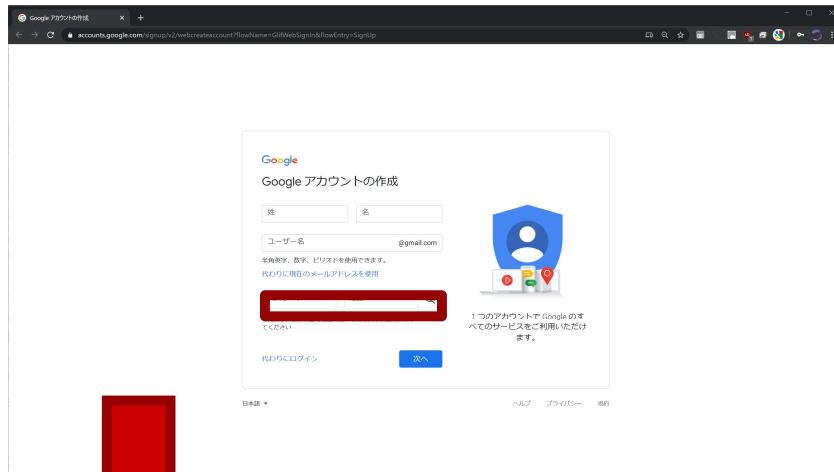 Google アカウントの作成
accounts.google.com/signup/v2/webcreateaccount?flowName=GlifWebSignIn&flowEntry=SignUp
Google
Google アカウントの作成
姓 名
ユーザー名 @gmail.com
半角英字、数字、ピリオドを使用できます。
代わりに現在のメールアドレスを使用
てください
代わりにログイン 次へ
1 つのアカウントで Google のす
べてのサービスをご利用いただけ
ます。
日本語
ヘルプ プライバシー 規約